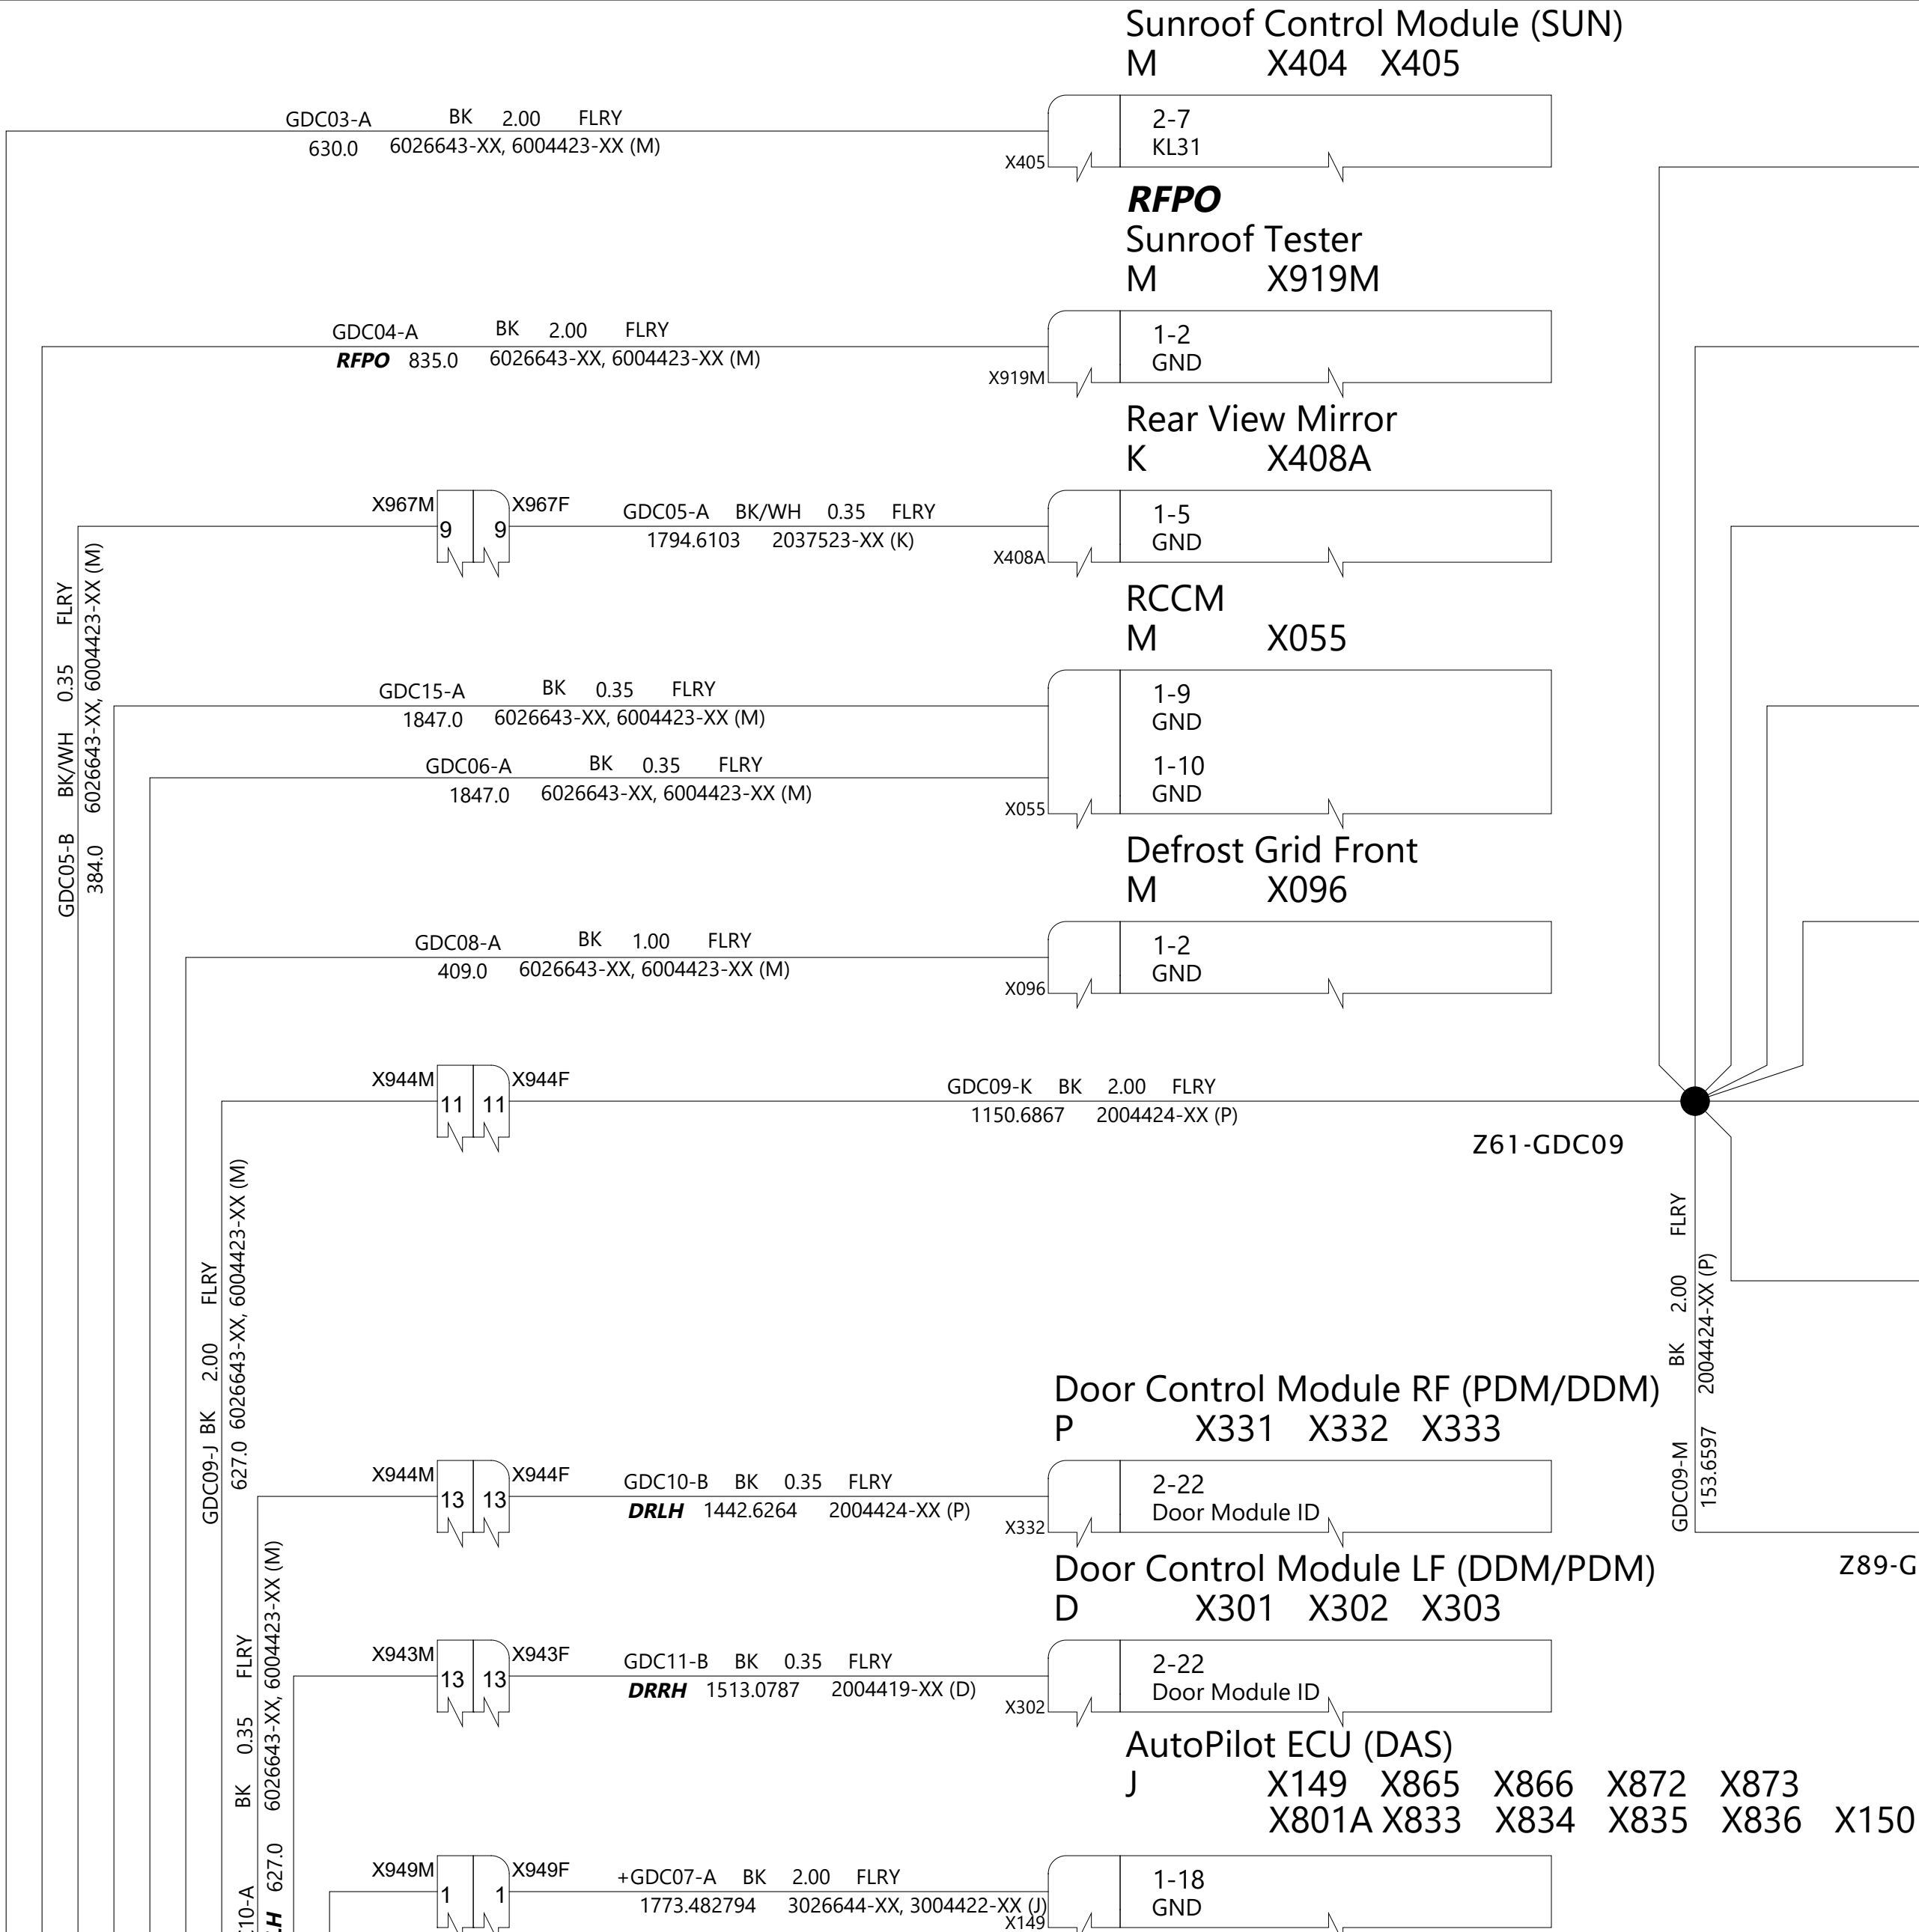 Sunroof Control Module (SUN)
M X404 X405
GDC03-A BK 2.00 FLRY
630.0 6026643-XX, 6004423-XX (M)
X405
2-7
KL31
RFPO
Sunroof Tester
M X919M
GDC04-A BK 2.00 FLRY
RFPO 835.0 6026643-XX, 6004423-XX (M)
X919M
1-2
GND
Rear View Mirror
K X408A
X967M 9 9 X967F
GDC05-A BK/WH 0.35 FLRY
1794.6103 2037523-XX (K)
X408A
1-5
GND
GDC05-B BK/WH 0.35 FLRY
384.0 6026643-XX, 6004423-XX (M)
RCCM
M X055
GDC15-A BK 0.35 FLRY
1847.0 6026643-XX, 6004423-XX (M)
1-9
GND
GDC06-A BK 0.35 FLRY
1847.0 6026643-XX, 6004423-XX (M)
X055
1-10
GND
Defrost Grid Front
M X096
GDC08-A BK 1.00 FLRY
409.0 6026643-XX, 6004423-XX (M)
X096
1-2
GND
X944M 11 11 X944F
GDC09-K BK 2.00 FLRY
1150.6867 2004424-XX (P)
Z61-GDC09
GDC09-J BK 2.00 FLRY
627.0 6026643-XX, 6004423-XX (M)
GDC09-M BK 2.00 FLRY
153.6597 2004424-XX (P)
Door Control Module RF (PDM/DDM)
P X331 X332 X333
X944M 13 13 X944F
GDC10-B BK 0.35 FLRY
DRLH 1442.6264 2004424-XX (P)
X332
2-22
Door Module ID
Z89-G
Door Control Module LF (DDM/PDM)
D X301 X302 X303
X943M 13 13 X943F
GDC11-B BK 0.35 FLRY
DRRH 1513.0787 2004419-XX (D)
X302
2-22
Door Module ID
C10-A BK 0.35 FLRY
LH 627.0 6026643-XX, 6004423-XX (M)
AutoPilot ECU (DAS)
J X149 X865 X866 X872 X873
X801A X833 X834 X835 X836 X150
X949M 1 1 X949F
+GDC07-A BK 2.00 FLRY
1773.482794 3026644-XX, 3004422-XX (J)
X149
1-18
GND